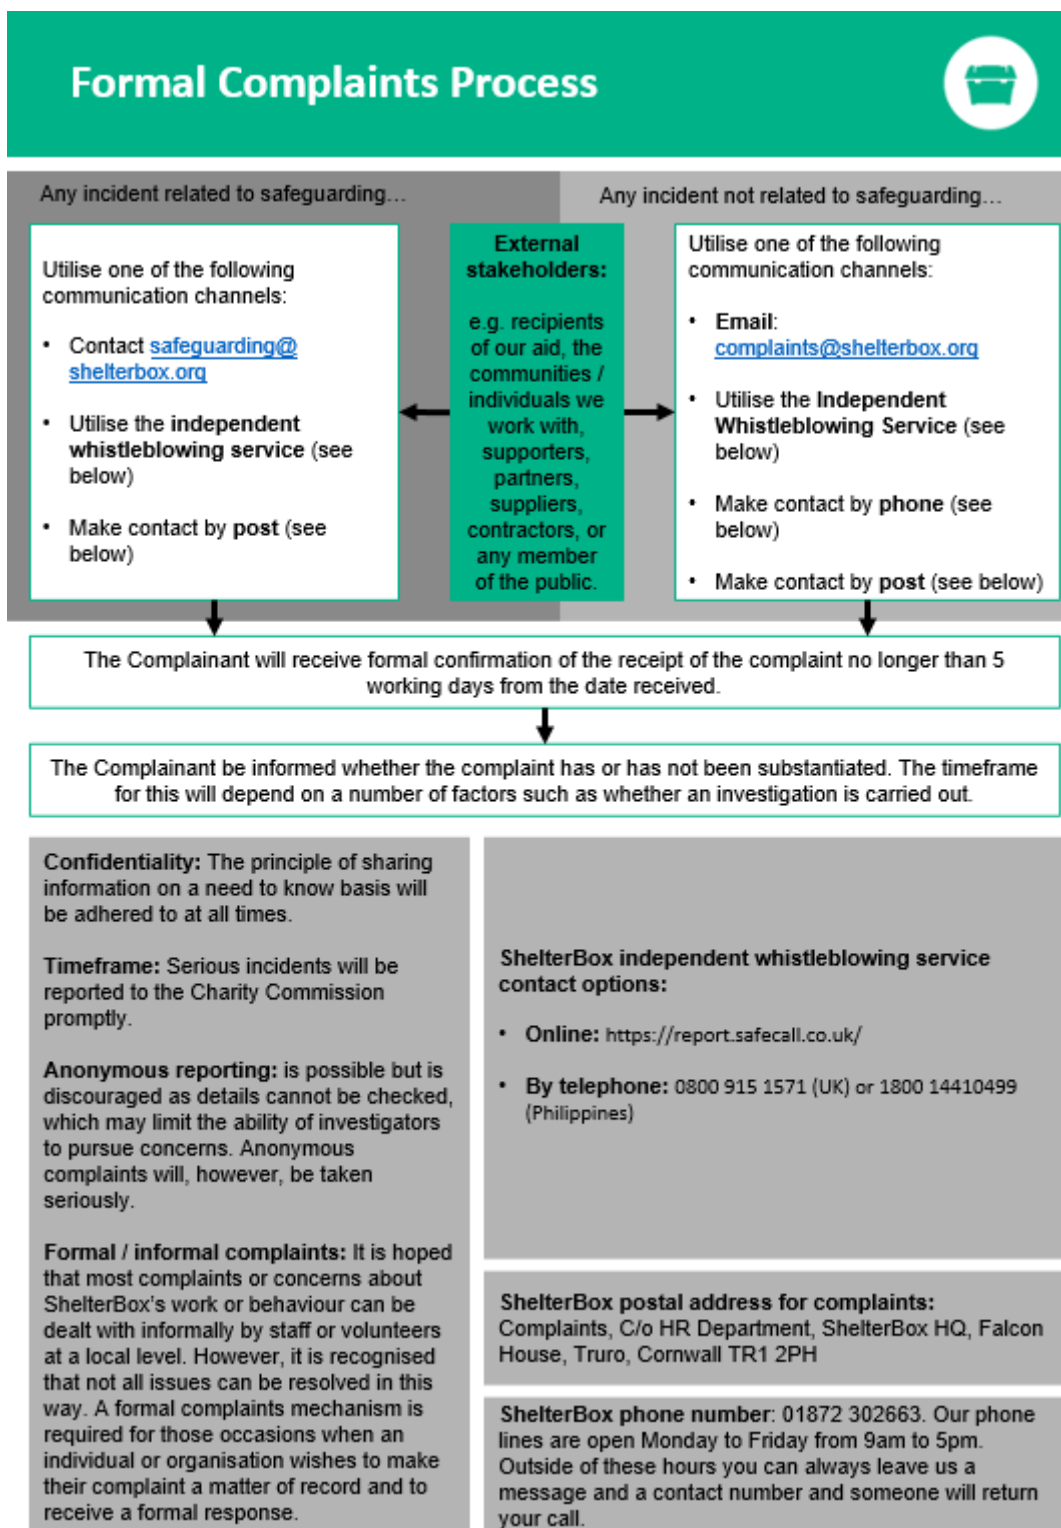 Formal Complaints Process
Any incident related to safeguarding...
Utilise one of the following
communication channels:
• Contact safeguarding@
shelterbox.org
• Utilise the independent
whistleblowing service (see
below)
• Make contact by post (see
below)
External
stakeholders:
e.g. recipients
of our aid, the
communities /
individuals we
work with,
supporters,
partners,
suppliers,
contractors, or
any member
of the public.
Any incident not related to safeguarding...
Utilise one of the following
communication channels:
• Email:
complaints@shelterbox.org
• Utilise the Independent
Whistleblowing Service (see
below)
• Make contact by phone (see
below)
• Make contact by post (see below)
The Complainant will receive formal confirmation of the receipt of the complaint no longer than 5
working days from the date received.
The Complainant be informed whether the complaint has or has not been substantiated. The timeframe
for this will depend on a number of factors such as whether an investigation is carried out.
Confidentiality: The principle of sharing
information on a need to know basis will
be adhered to at all times.
Timeframe: Serious incidents will be
reported to the Charity Commission
promptly.
Anonymous reporting: is possible but is
discouraged as details cannot be checked,
which may limit the ability of investigators
to pursue concerns. Anonymous
complaints will, however, be taken
seriously.
Formal / informal complaints: It is hoped
that most complaints or concerns about
ShelterBox's work or behaviour can be
dealt with informally by staff or volunteers
at a local level. However, it is recognised
that not all issues can be resolved in this
way. A formal complaints mechanism is
required for those occasions when an
individual or organisation wishes to make
their complaint a matter of record and to
receive a formal response.
ShelterBox independent whistleblowing service
contact options:
• Online: https://report.safecall.co.uk/
• By telephone: 0800 915 1571 (UK) or 1800 14410499
(Philippines)
ShelterBox postal address for complaints:
Complaints, C/o HR Department, ShelterBox HQ, Falcon
House, Truro, Cornwall TR1 2PH
ShelterBox phone number: 01872 302663. Our phone
lines are open Monday to Friday from 9am to 5pm.
Outside of these hours you can always leave us a
message and a contact number and someone will return
your call.